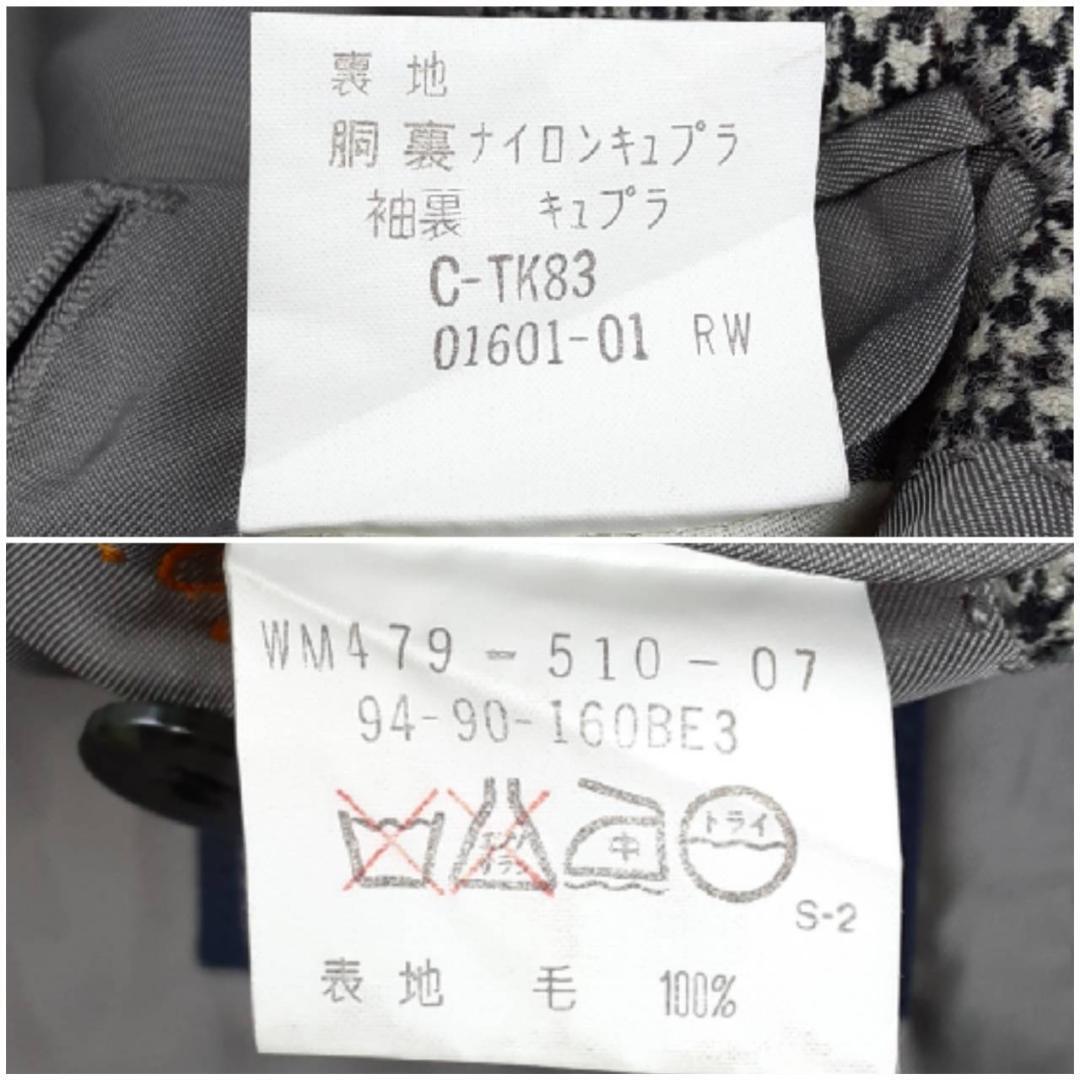 裏地
胴裏ナイロンキュプラ
袖裏 キュプラ
C-TK83
01601-01 RW
WM479-510-07
94-90-160BE3
中
ドライ
S-2
表地 毛 100%